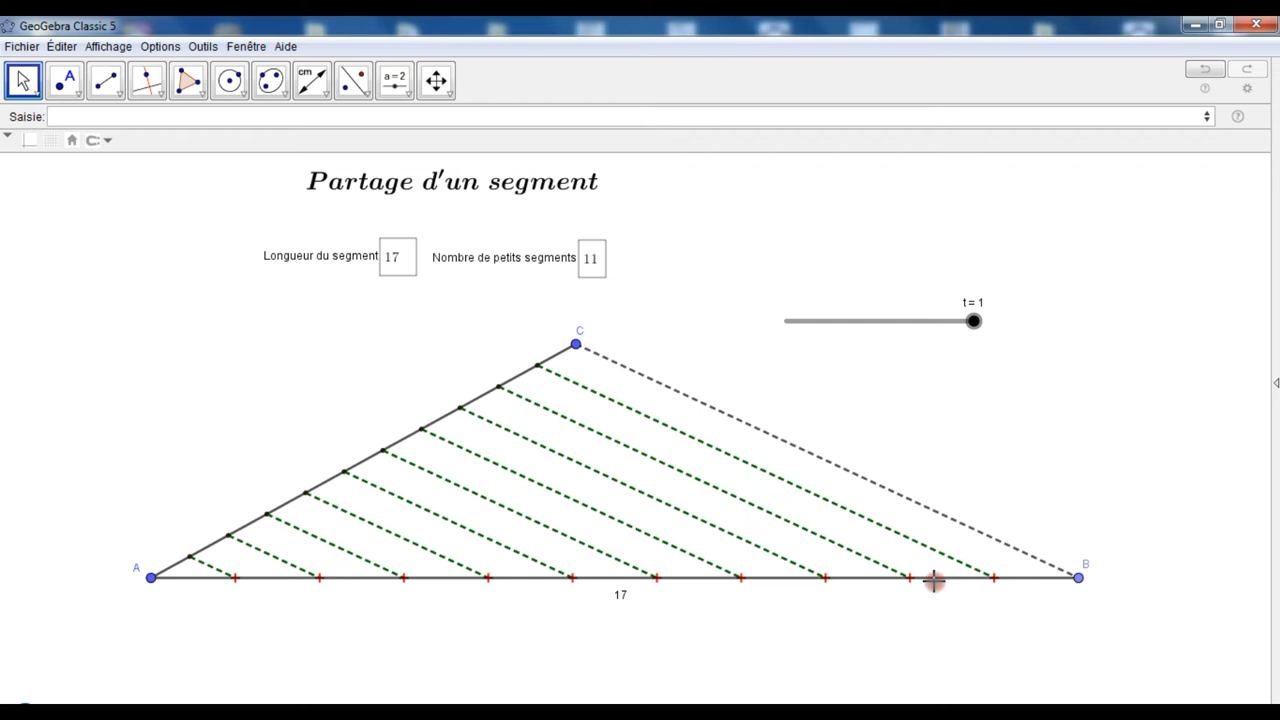 GeoGebra Classic 5
Fichier Éditer Affichage Options Outils Fenêtre Aide
A cm a=2
Saisie:
Partage d'un segment
Longueur du segment 17 Nombre de petits segments 11
t = 1
C
A
B
17